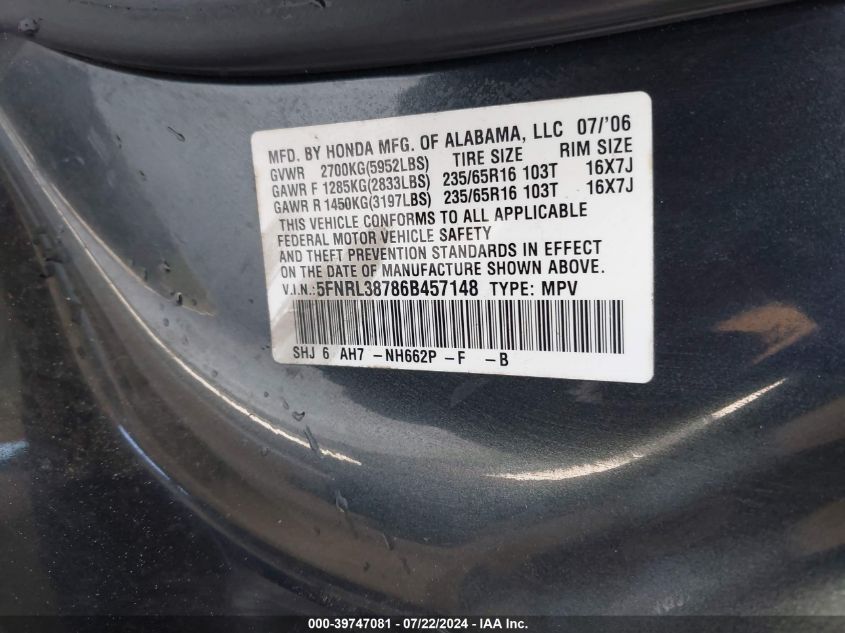 MFD. BY HONDA MFG. OF ALABAMA, LLC 07/'06
GVWR 2700KG(5952LBS) TIRE SIZE RIM SIZE
GAWR F 1285KG(2833LBS) 235/65R16 103T 16X7J
GAWR R 1450KG(3197LBS) 235/65R16 103T 16X7J
THIS VEHICLE CONFORMS TO ALL APPLICABLE
FEDERAL MOTOR VEHICLE SAFETY
AND THEFT PREVENTION STANDARDS IN EFFECT
ON THE DATE OF MANUFACTURE SHOWN ABOVE.
V.I.N.:5FNRL38786B457148 TYPE: MPV
SHJ 6 AH7 -NH662P -F -B
000-39747081 - 07/22/2024 - IAA Inc.